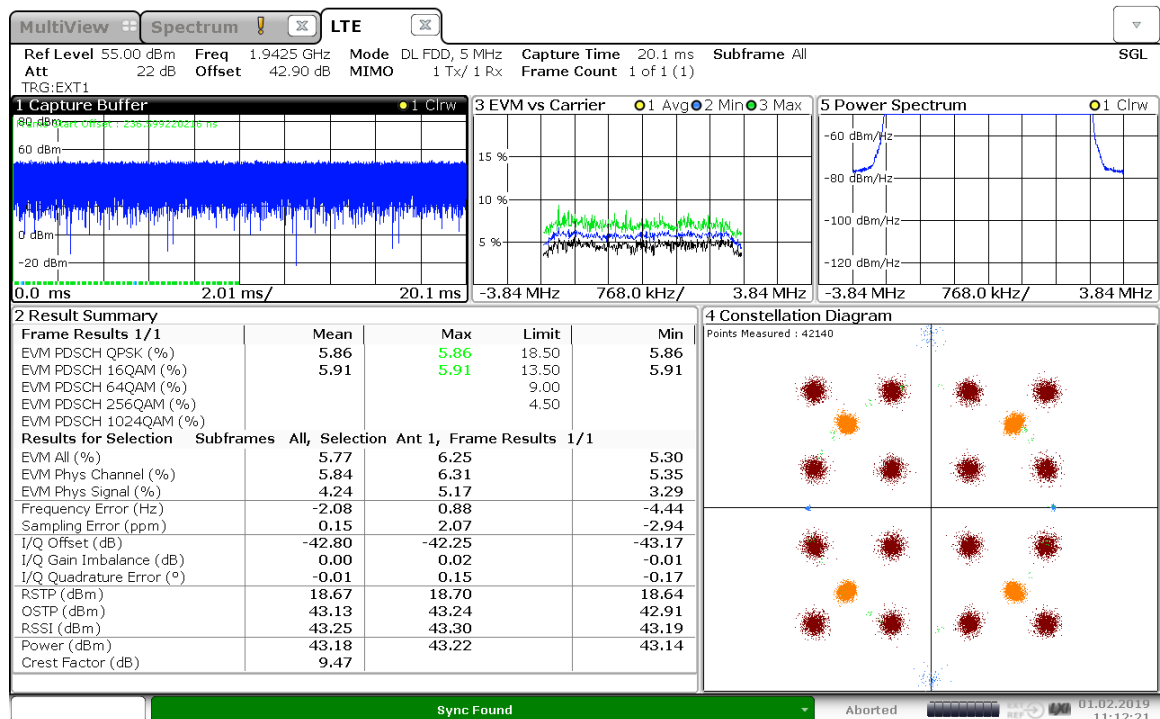 MultiView Spectrum LTE
Ref Level 55.00 dBm Freq 1.9425 GHz Mode DL FDD, 5 MHz Capture Time 20.1 ms Subframe All SGL
Att 22 dB Offset 42.90 dB MIMO 1 Tx/ 1 Rx Frame Count 1 of 1 (1)
TRG:EXT1
1 Capture Buffer 1 Clrw
80 dBm
60 dBm
0 dBm
-20 dBm
0.0 ms 2.01 ms/ 20.1 ms
3 EVM vs Carrier 1 Avg 2 Min 3 Max
15 %
10 %
5 %
-3.84 MHz 768.0 kHz/ 3.84 MHz
5 Power Spectrum 1 Clrw
-60 dBm/Hz
-80 dBm/Hz
-100 dBm/Hz
-120 dBm/Hz
-3.84 MHz 768.0 kHz/ 3.84 MHz
2 Result Summary
Frame Results 1/1 Mean Max Limit Min
EVM PDSCH QPSK (%) 5.86 5.86 18.50 5.86
EVM PDSCH 16QAM (%) 5.91 5.91 13.50 5.91
EVM PDSCH 64QAM (%) 9.00
EVM PDSCH 256QAM (%) 4.50
EVM PDSCH 1024QAM (%)
Results for Selection Subframes All, Selection Ant 1, Frame Results 1/1
EVM All (%) 5.77 6.25 5.30
EVM Phys Channel (%) 5.84 6.31 5.35
EVM Phys Signal (%) 4.24 5.17 3.29
Frequency Error (Hz) -2.08 0.88 -4.44
Sampling Error (ppm) 0.15 2.07 -2.94
I/Q Offset (dB) -42.80 -42.25 -43.17
I/Q Gain Imbalance (dB) 0.00 0.02 -0.01
I/Q Quadrature Error (°) -0.01 0.15 -0.17
RSTP (dBm) 18.67 18.70 18.64
OSTP (dBm) 43.13 43.24 42.91
RSSI (dBm) 43.25 43.30 43.19
Power (dBm) 43.18 43.22 43.14
Crest Factor (dB) 9.47
4 Constellation Diagram
Points Measured : 42140
Sync Found
Aborted
EXT
REF
LXI
01.02.2019
11:12:21